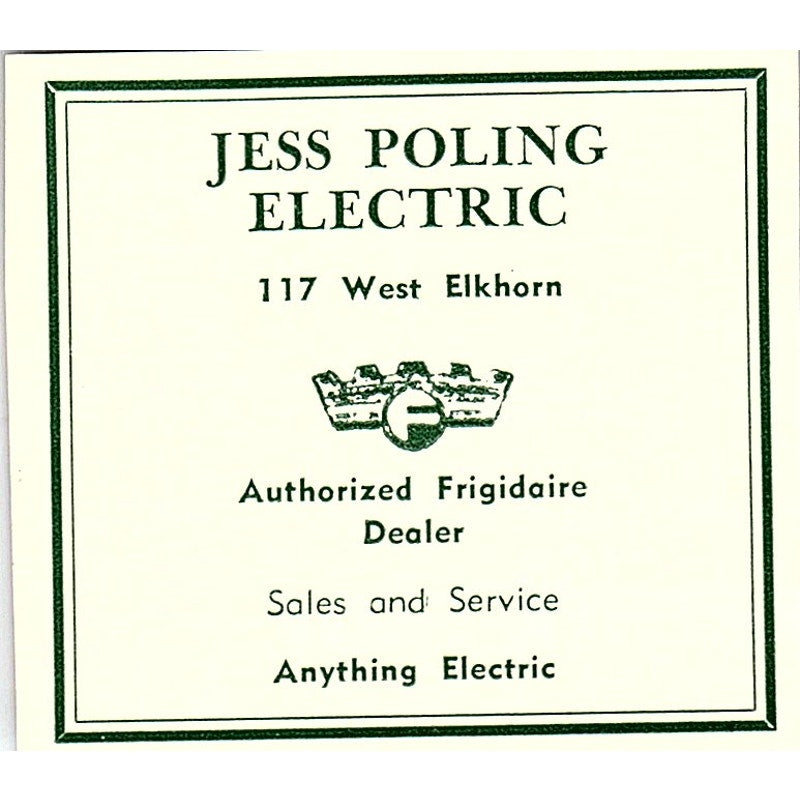 JESS POLING
ELECTRIC
117 West Elkhorn
F
Authorized Frigidaire
Dealer
Sales and Service
Anything Electric